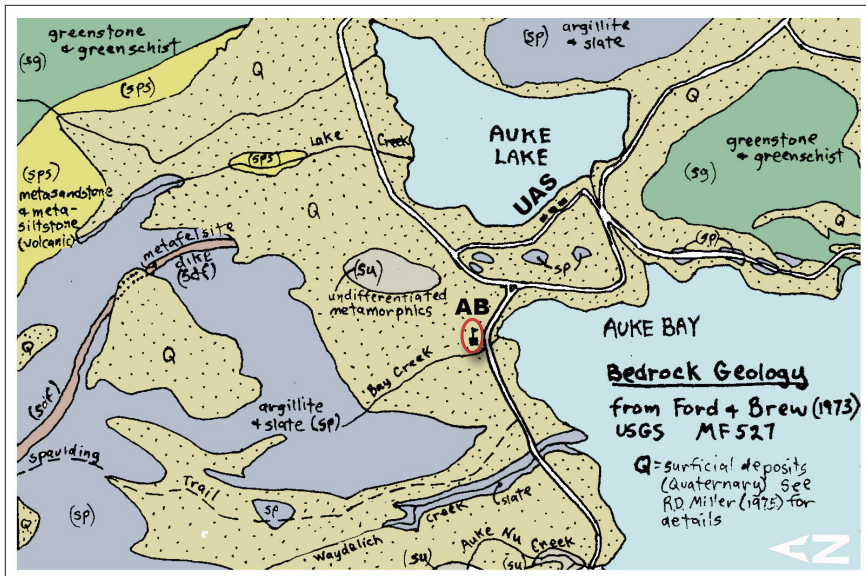 greenstone
& greenschist
(sg)
(sps)
Q
(sp)
argillite
& slate
Q
AUKE
LAKE
Lake
Creek
(sps)
greenstone
& greenschist
(sg)
Q
(sps)
metasandstone
& meta-
siltstone
(volcanic)
UAS
Q
(sp)
metafelsite
dike
(sdf)
(su)
undifferentiated
metamorphics
sp
AB
AUKE BAY
Q
Q
Bay Creek
Bedrock Geology
from Ford & Brew (1973)
USGS MF527
(sdf)
argillite
& slate (sp)
Q = surficial deposits
(Quaternary) see
R.D. Miller (1975) for
details
Spaulding
Trail
(sp)
sp
Creek
slate
Q
Waydalich
(su)
Auke Nu Creek
(su)
N